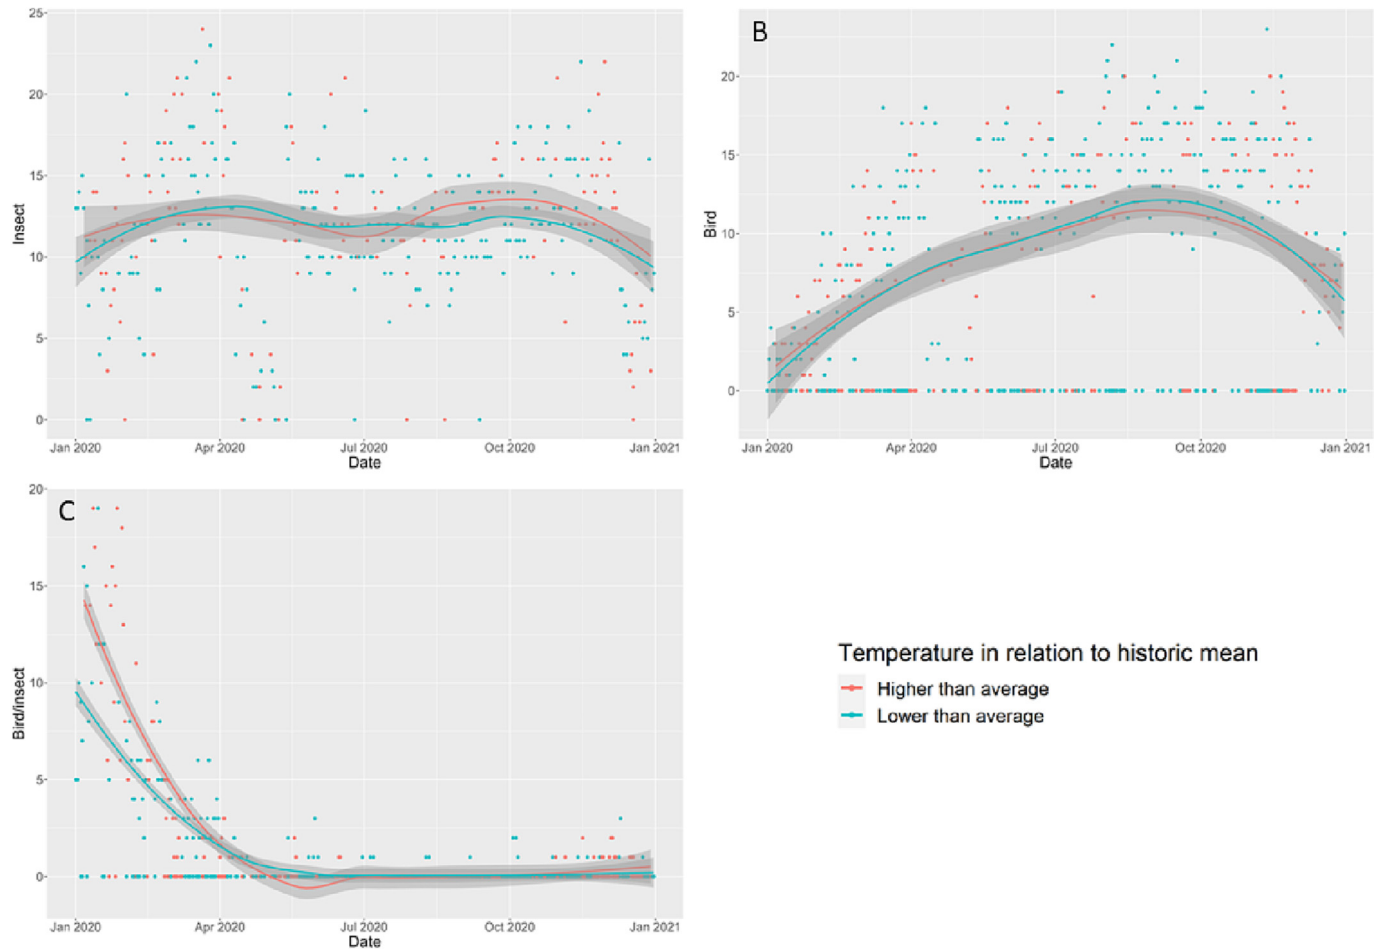 25
20
15
10
5
0
Insect
Jan 2020 Apr 2020 Jul 2020 Oct 2020 Jan 2021
Date
B
20
15
10
5
0
Bird
Jan 2020 Apr 2020 Jul 2020 Oct 2020 Jan 2021
Date
C
20
15
10
5
0
Bird/insect
Jan 2020 Apr 2020 Jul 2020 Oct 2020 Jan 2021
Date
Temperature in relation to historic mean
Higher than average
Lower than average